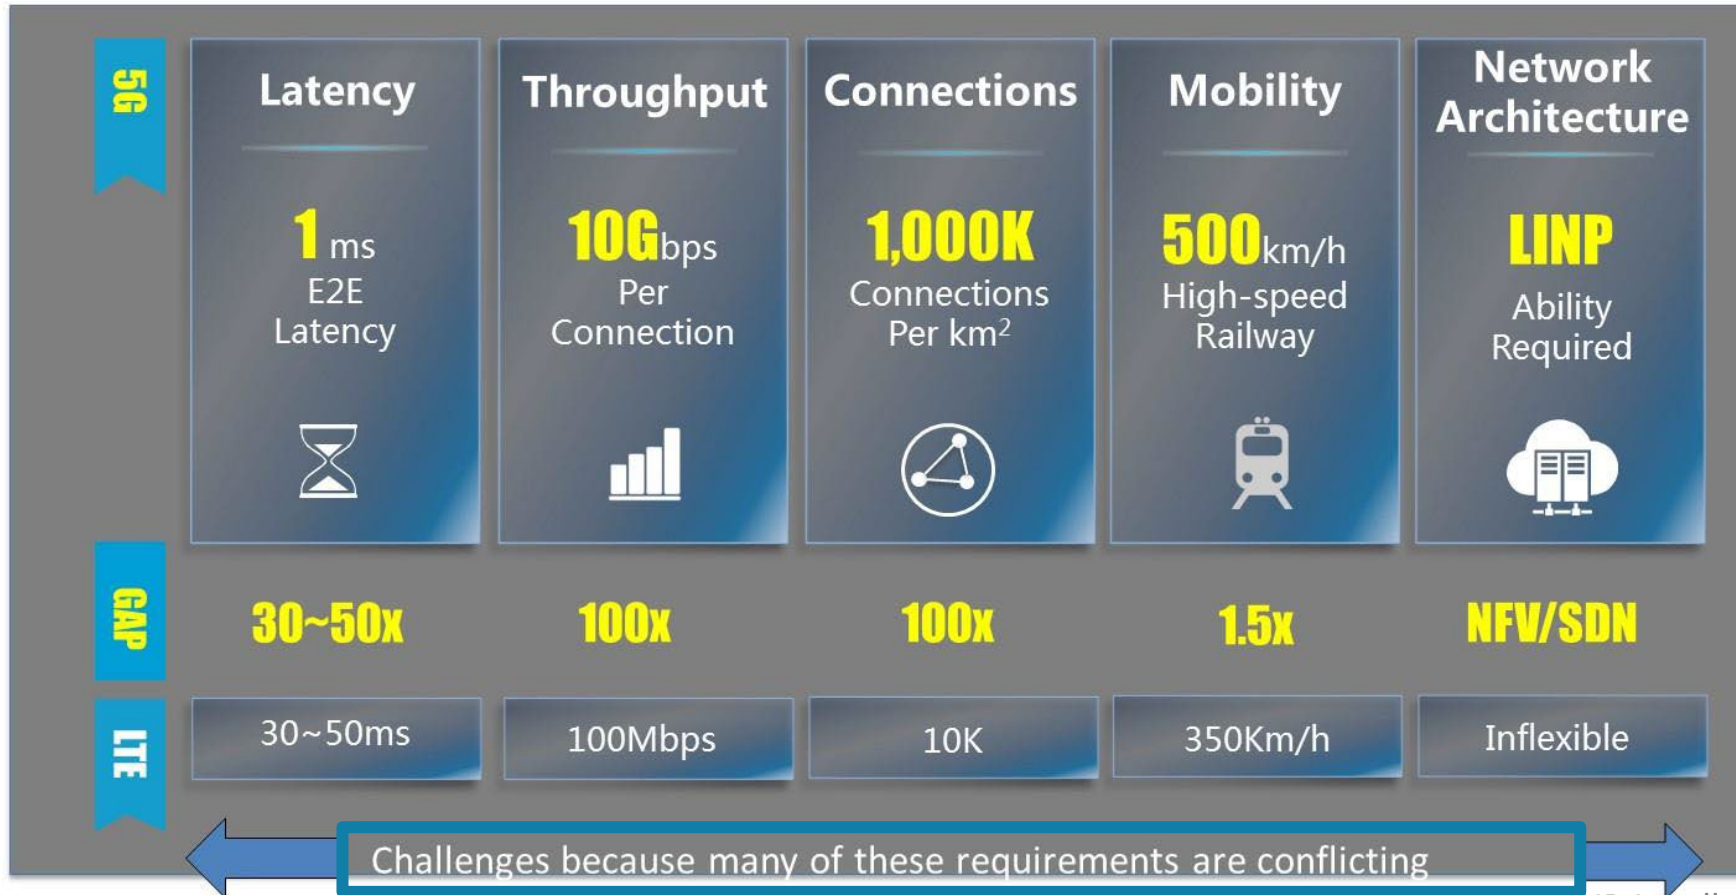 5G
Latency
1 ms
E2E
Latency
Throughput
10Gbps
Per
Connection
Connections
1,000K
Connections
Per km²
Mobility
500km/h
High-speed
Railway
Network
Architecture
LINP
Ability
Required
GAP
30~50x
100x
100x
1.5x
NFV/SDN
LTE
30~50ms
100Mbps
10K
350Km/h
Inflexible
Challenges because many of these requirements are conflicting